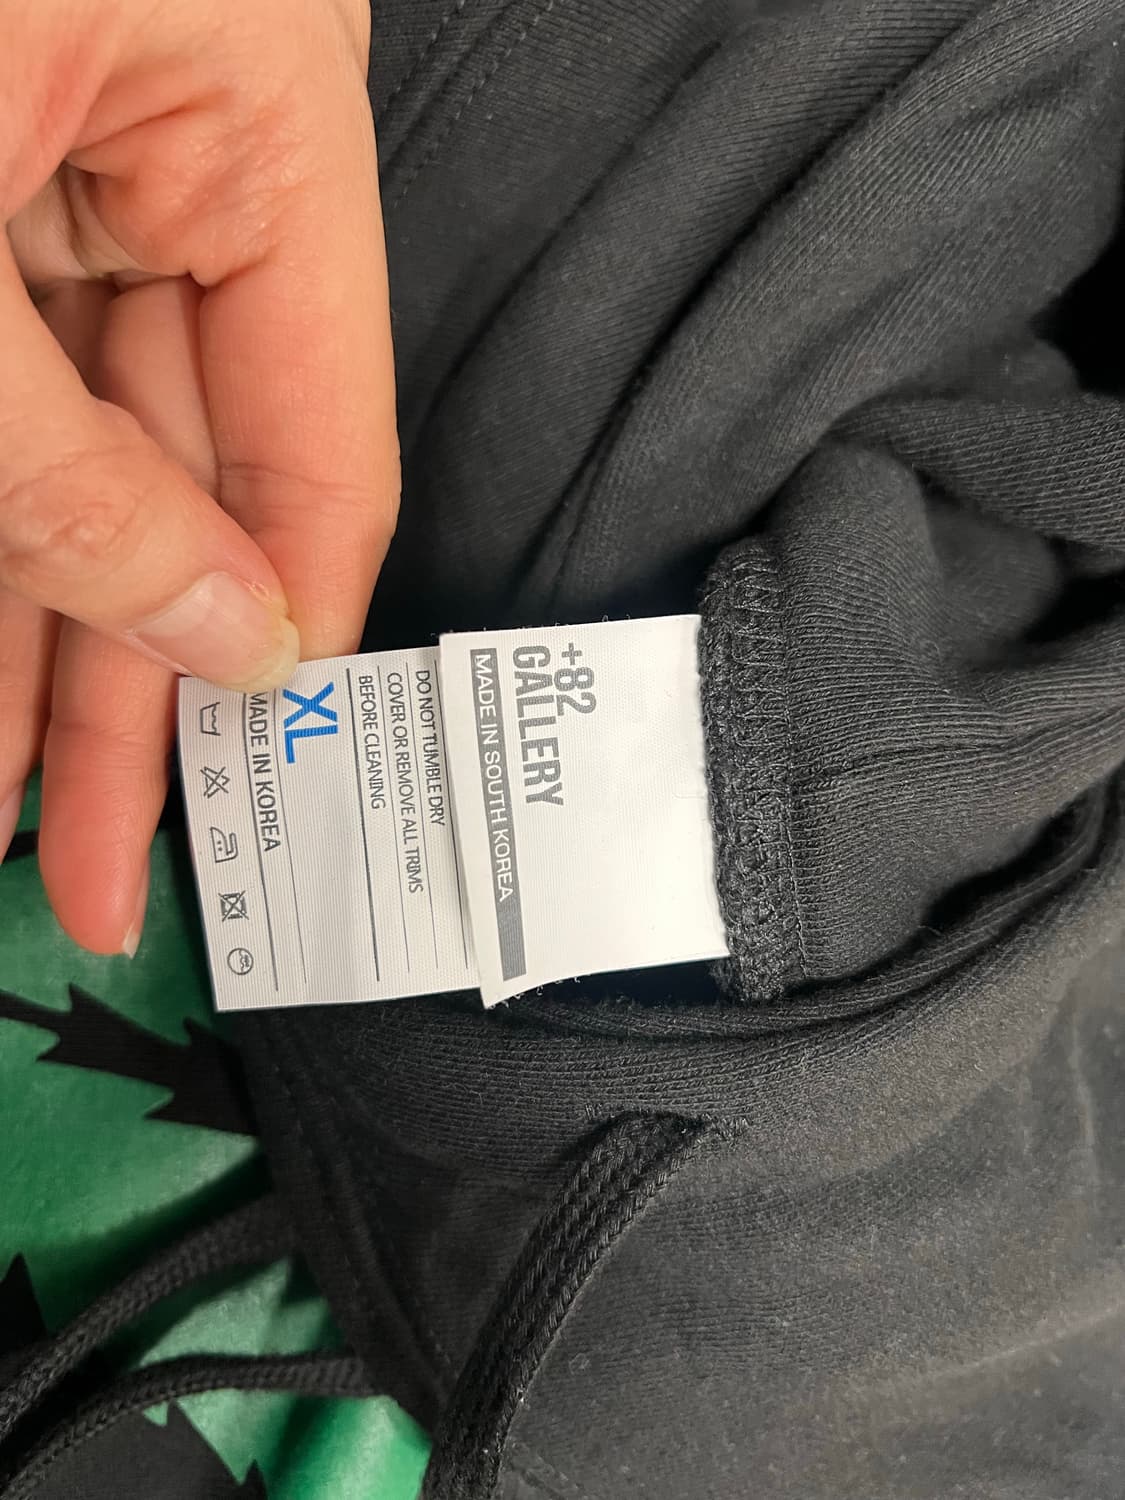 +82
GALLERY
MADE IN SOUTH KOREA
DO NOT TUMBLE DRY
COVER OR REMOVE ALL TRIMS
BEFORE CLEANING
XL
MADE IN KOREA